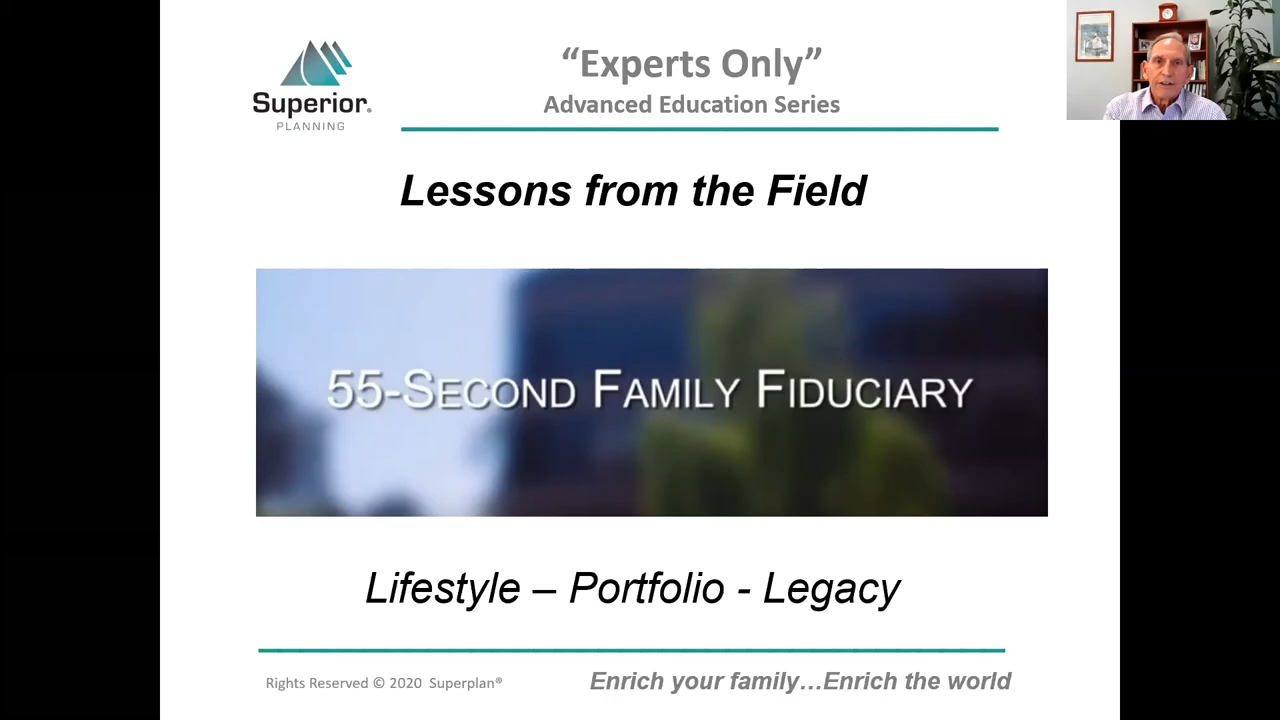 Superior®
PLANNING
“Experts Only”
Advanced Education Series
Lessons from the Field
55-SECOND FAMILY FIDUCIARY
Lifestyle – Portfolio - Legacy
Rights Reserved © 2020 Superplan®
Enrich your family…Enrich the world